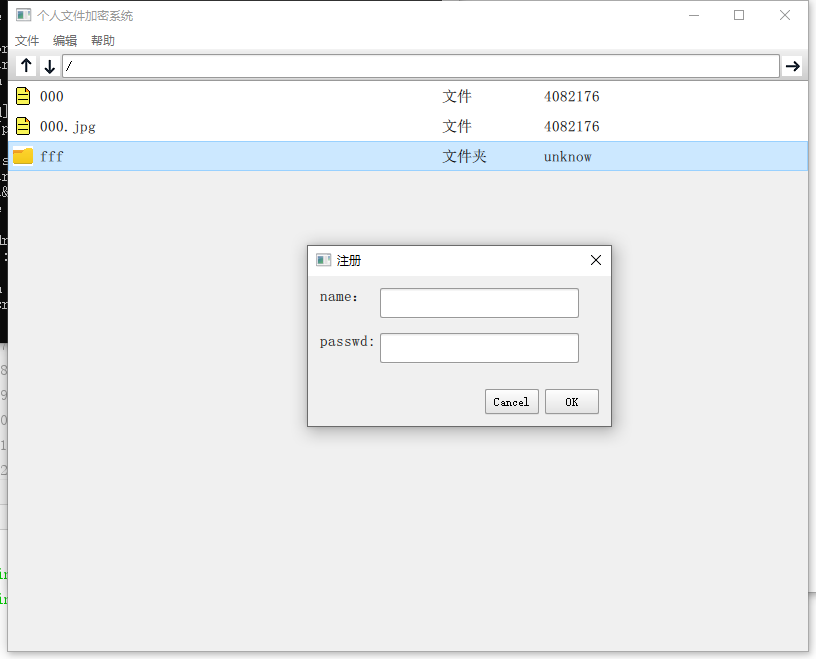 个人文件加密系统
文件 编辑 帮助
/
000 文件 4082176
000.jpg 文件 4082176
fff 文件夹 unknow
注册
name:
passwd:
Cancel OK